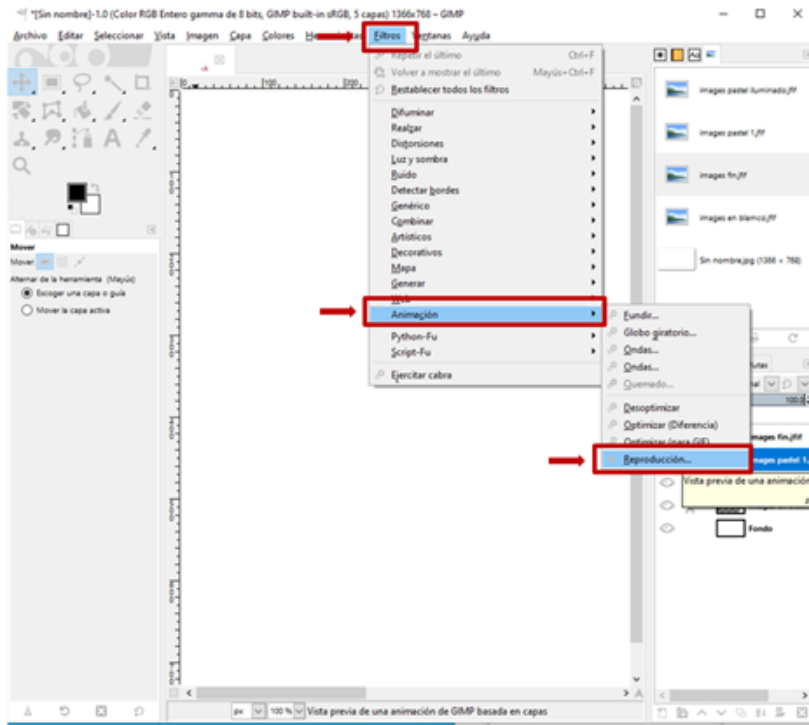 *[Sin nombre]-1.0 (Color RGB Entero gamma de 8 bits, GIMP built-in sRGB, 5 capas) 1366x768 – GIMP
Archivo Editar Seleccionar Vista Imagen Capa Colores Filtros Ventanas Ayuda
Repetir el último Ctrl+F
Volver a mostrar el último Mayús+Ctrl+F
Restablecer todos los filtros
Difuminar
Realzar
Distorsiones
Luz y sombra
Ruido
Detectar bordes
Genérico
Combinar
Artísticos
Decorativos
Mapa
Generar
Web
Animación
Python-Fu
Script-Fu
Ejercitar cabra
Fundir...
Globo giratorio...
Ondas...
Ondas...
Quemado...
Desoptimizar
Optimizar (Diferencia)
Optimizar (para GIF)
Reproducción...
Vista previa de una animación
Mover
Mover:
Alternar de la herramienta (Mayús)
Escoger una capa o guía
Mover la capa activa
images pastel iluminado.jfif
images pastel 1.jfif
images fin.jfif
images en blamco.jfif
Sin nombre.jpg (1366 × 768)
images fin.jfif
Fondo
px 100 % Vista previa de una animación de GIMP basada en capas